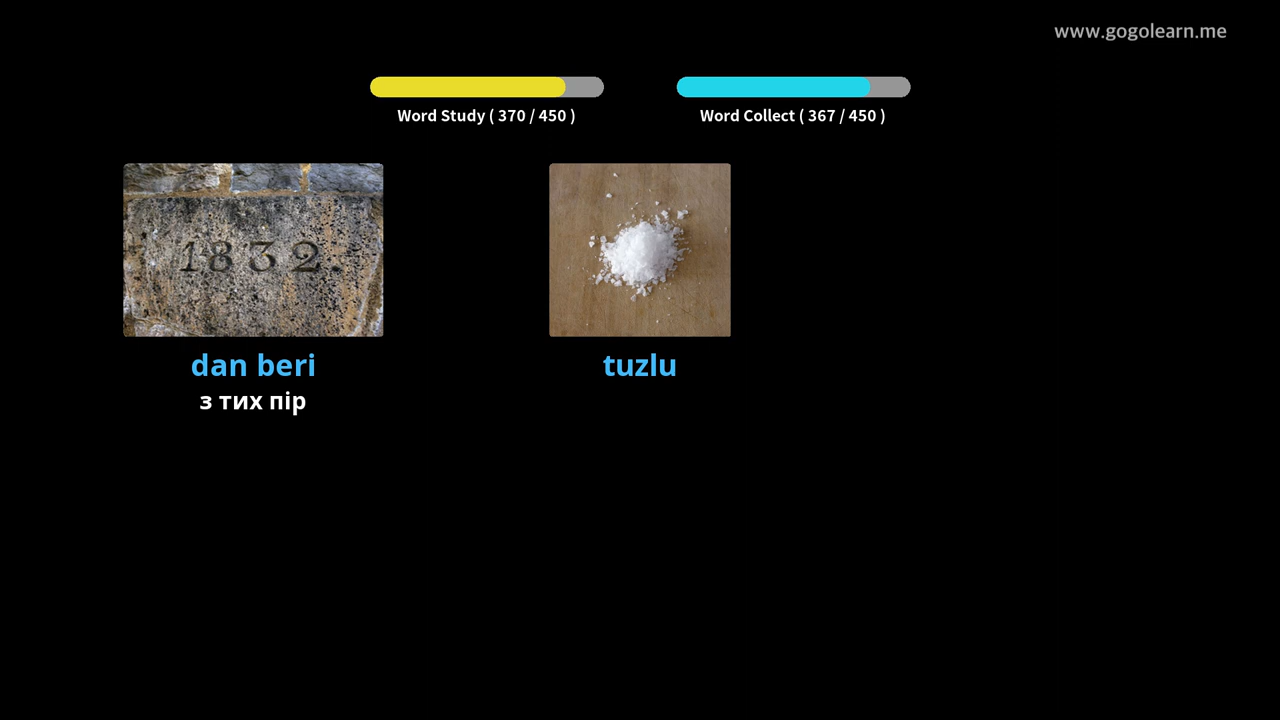 www.gogolearn.me
Word Study ( 370 / 450 )
Word Collect ( 367 / 450 )
1832.
dan beri
tuzlu
з тих пір